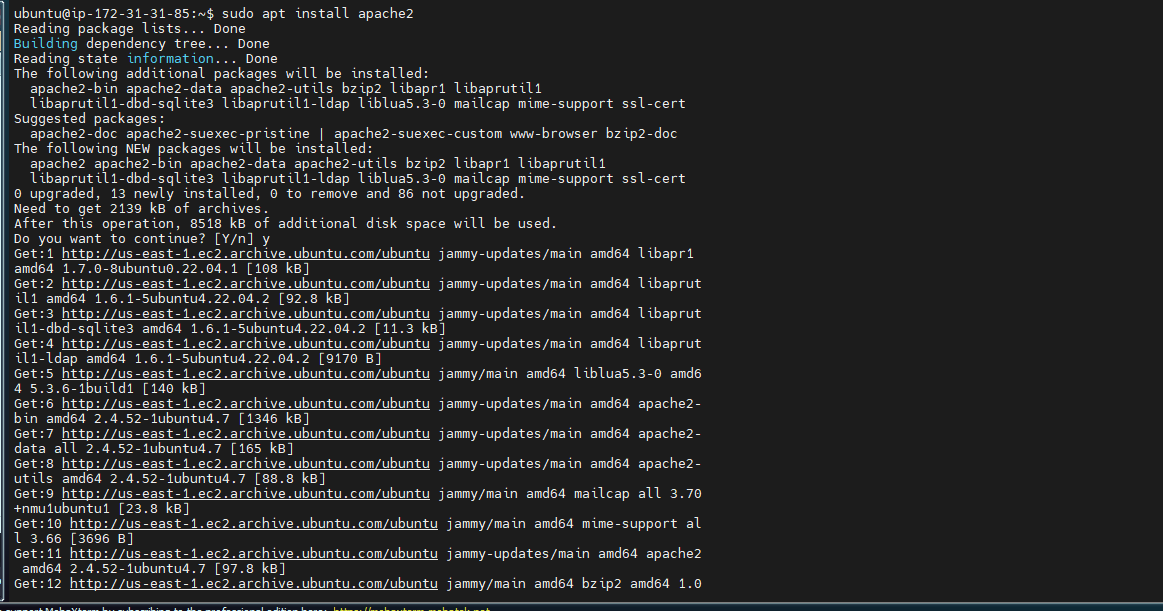 ubuntu@ip-172-31-31-85:~$ sudo apt install apache2
Reading package lists... Done
Building dependency tree... Done
Reading state information... Done
The following additional packages will be installed:
  apache2-bin apache2-data apache2-utils bzip2 libapr1 libaprutil1
  libaprutil1-dbd-sqlite3 libaprutil1-ldap liblua5.3-0 mailcap mime-support ssl-cert
Suggested packages:
  apache2-doc apache2-suexec-pristine | apache2-suexec-custom www-browser bzip2-doc
The following NEW packages will be installed:
  apache2 apache2-bin apache2-data apache2-utils bzip2 libapr1 libaprutil1
  libaprutil1-dbd-sqlite3 libaprutil1-ldap liblua5.3-0 mailcap mime-support ssl-cert
0 upgraded, 13 newly installed, 0 to remove and 86 not upgraded.
Need to get 2139 kB of archives.
After this operation, 8518 kB of additional disk space will be used.
Do you want to continue? [Y/n] y
Get:1 http://us-east-1.ec2.archive.ubuntu.com/ubuntu jammy-updates/main amd64 libapr1
amd64 1.7.0-8ubuntu0.22.04.1 [108 kB]
Get:2 http://us-east-1.ec2.archive.ubuntu.com/ubuntu jammy-updates/main amd64 libaprut
il1 amd64 1.6.1-5ubuntu4.22.04.2 [92.8 kB]
Get:3 http://us-east-1.ec2.archive.ubuntu.com/ubuntu jammy-updates/main amd64 libaprut
il1-dbd-sqlite3 amd64 1.6.1-5ubuntu4.22.04.2 [11.3 kB]
Get:4 http://us-east-1.ec2.archive.ubuntu.com/ubuntu jammy-updates/main amd64 libaprut
il1-ldap amd64 1.6.1-5ubuntu4.22.04.2 [9170 B]
Get:5 http://us-east-1.ec2.archive.ubuntu.com/ubuntu jammy/main amd64 liblua5.3-0 amd6
4 5.3.6-1build1 [140 kB]
Get:6 http://us-east-1.ec2.archive.ubuntu.com/ubuntu jammy-updates/main amd64 apache2-
bin amd64 2.4.52-1ubuntu4.7 [1346 kB]
Get:7 http://us-east-1.ec2.archive.ubuntu.com/ubuntu jammy-updates/main amd64 apache2-
data all 2.4.52-1ubuntu4.7 [165 kB]
Get:8 http://us-east-1.ec2.archive.ubuntu.com/ubuntu jammy-updates/main amd64 apache2-
utils amd64 2.4.52-1ubuntu4.7 [88.8 kB]
Get:9 http://us-east-1.ec2.archive.ubuntu.com/ubuntu jammy/main amd64 mailcap all 3.70
+nmu1ubuntu1 [23.8 kB]
Get:10 http://us-east-1.ec2.archive.ubuntu.com/ubuntu jammy/main amd64 mime-support al
l 3.66 [3696 B]
Get:11 http://us-east-1.ec2.archive.ubuntu.com/ubuntu jammy-updates/main amd64 apache2
 amd64 2.4.52-1ubuntu4.7 [97.8 kB]
Get:12 http://us-east-1.ec2.archive.ubuntu.com/ubuntu jammy/main amd64 bzip2 amd64 1.0